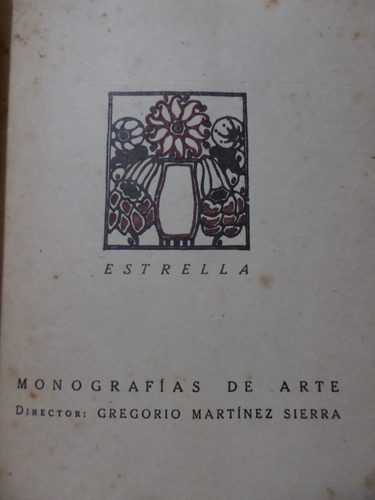 ESTRELLA
MONOGRAFÍAS DE ARTE
DIRECTOR: GREGORIO MARTÍNEZ SIERRA